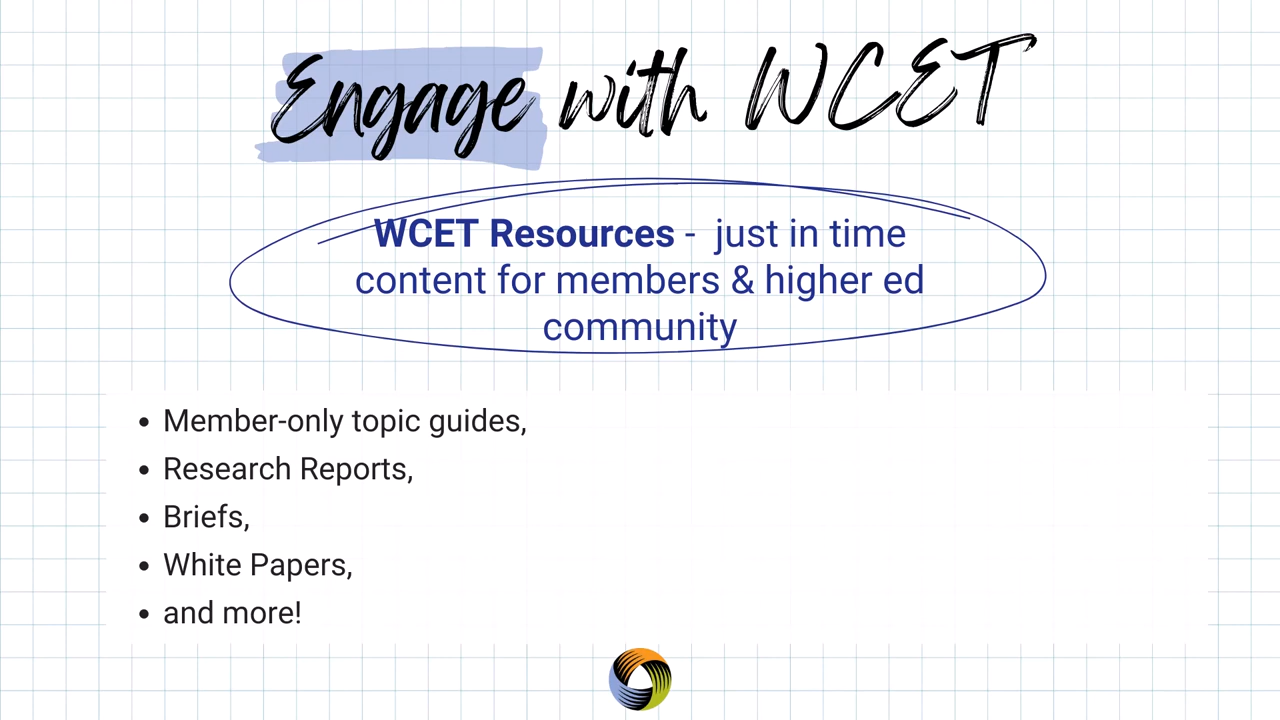 Engage with WCET
WCET Resources -  just in time
content for members & higher ed
community
• Member-only topic guides,
• Research Reports,
• Briefs,
• White Papers,
• and more!